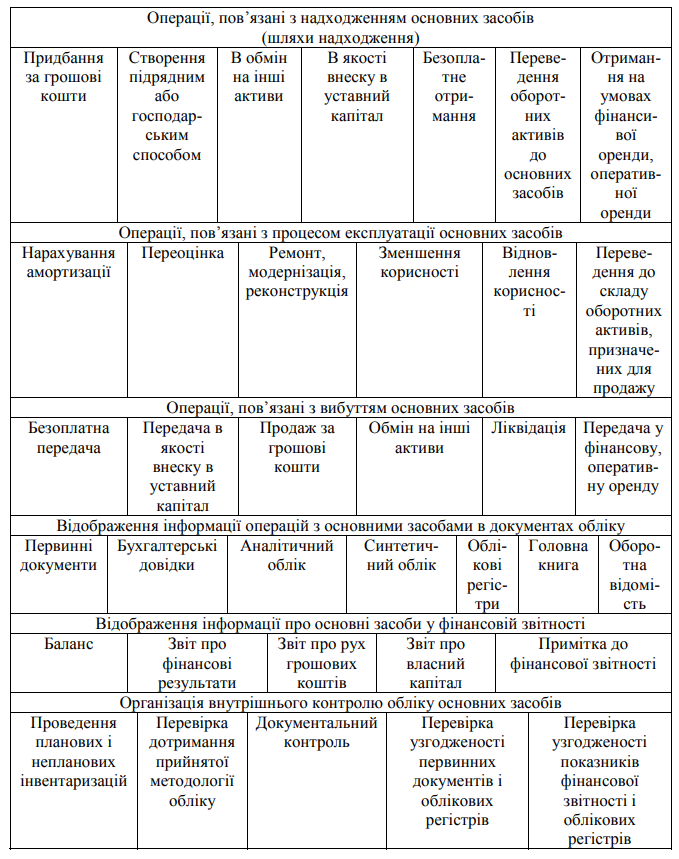 Операції, пов’язані з надходженням основних засобів
(шляхи надходження)
Придбання
за грошові
кошти
Створення
підрядним
або
господар-
ським
способом
В обмін
на інші
активи
В якості
внеску в
уставний
капітал
Безопла-
тне
отри-
мання
Переве-
дення
оборот-
них
активів
до
основних
засобів
Отриман-
ня на
умовах
фінанси-
вої
оренди,
оператив-
ної
оренди
Операції, пов’язані з процесом експлуатації основних засобів
Нарахування
амортизації
Переоцінка
Ремонт,
модернізація,
реконструкція
Зменшення
корисності
Віднов-
лення
кориснос-
ті
Переве-
дення до
складу
оборотних
активів,
призначе-
них для
продажу
Операції, пов’язані з вибуттям основних засобів
Безоплатна
передача
Передача в
якості
внеску в
уставний
капітал
Продаж за
грошові
кошти
Обмін на інші
активи
Ліквідація
Передача у
фінансову,
оператив-
ну оренду
Відображення інформації операцій з основними засобами в документах обліку
Первинні
документи
Бухгалтерські
довідки
Аналітичний
облік
Синтетич-
ний облік
Облі-
кові
регіс-
три
Головна
книга
Оборо-
тна
відомі-
сть
Відображення інформації про основні засоби у фінансовій звітності
Баланс
Звіт про
фінансові
результати
Звіт про рух
грошових
коштів
Звіт про
власний
капітал
Примітка до
фінансової звітності
Організація внутрішнього контролю обліку основних засобів
Проведення
планових і
непланових
інвентаризацій
Перевірка
дотримання
прийнятої
методології
обліку
Документальний
контроль
Перевірка
узгодженості
первинних
документів і
облікових
регістрів
Перевірка
узгодженості
показників
фінансової
звітності і
облікових
регістрів